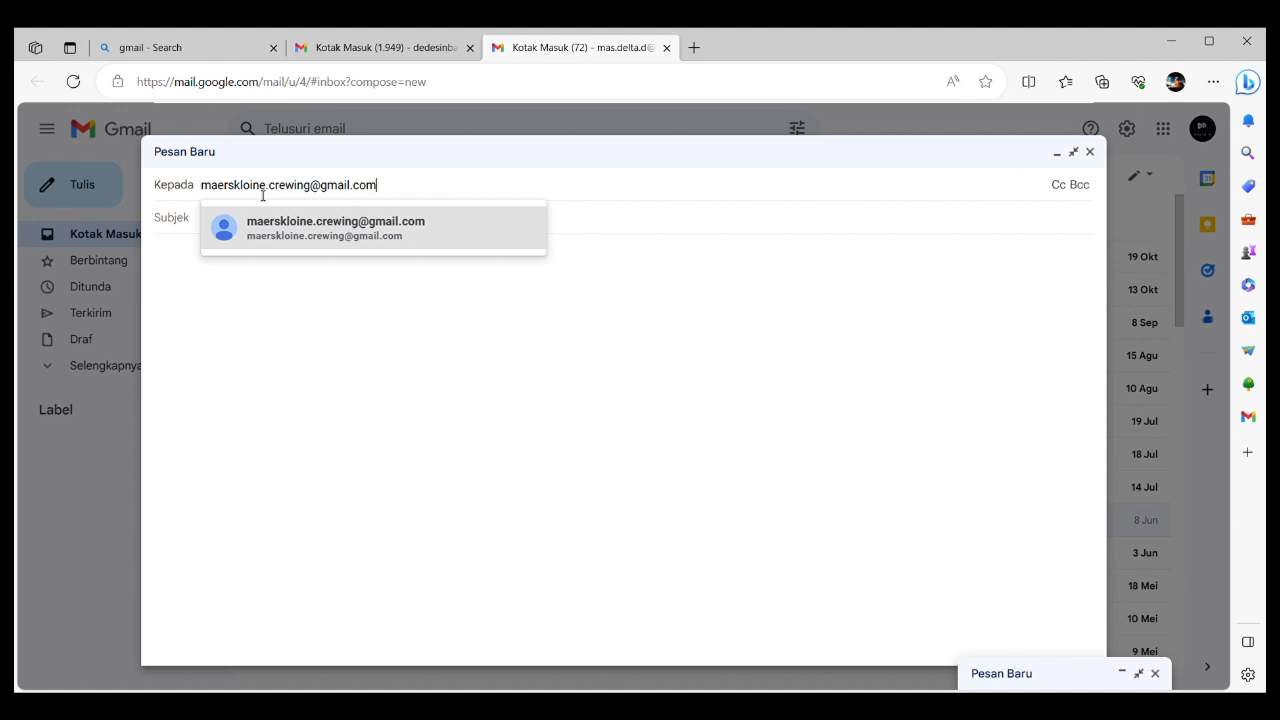 gmail - Search
Kotak Masuk (1.949) - dedesinba
Kotak Masuk (72) - mas.delta.d@
https://mail.google.com/mail/u/4/#inbox?compose=new
Gmail
Telusuri email
Pesan Baru
Tulis
Kepada maerskloine.crewing@gmail.com
Cc Bcc
Subjek
maerskloine.crewing@gmail.com
maerskloine.crewing@gmail.com
Kotak Masuk
Berbintang
Ditunda
Terkirim
Draf
Selengkapnya
Label
19 Okt
13 Okt
8 Sep
15 Agu
10 Agu
19 Jul
18 Jul
14 Jul
8 Jun
3 Jun
18 Mei
10 Mei
9 Mei
Pesan Baru